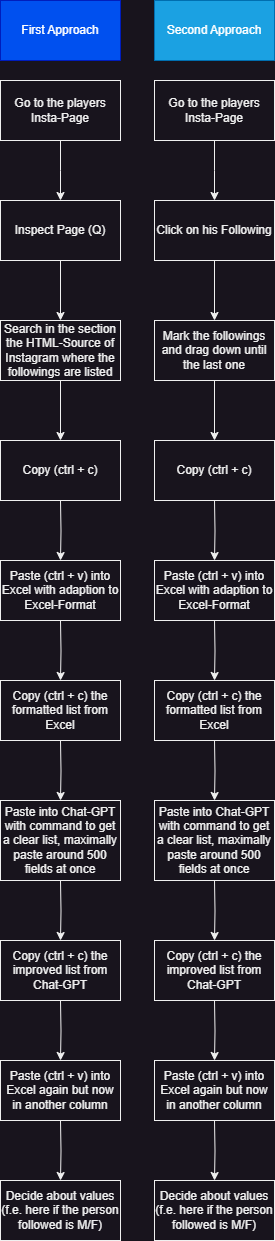 First Approach
Go to the players
Insta-Page
Inspect Page (Q)
Search in the section
the HTML-Source of
Instagram where the
followings are listed
Copy (ctrl + c)
Paste (ctrl + v) into
Excel with adaption to
Excel-Format
Copy (ctrl + c) the
formatted list from
Excel
Paste into Chat-GPT
with command to get
a clear list, maximally
paste around 500
fields at once
Copy (ctrl + c) the
improved list from
Chat-GPT
Paste (ctrl + v) into
Excel again but now
in another column
Decide about values
(f.e. here if the person
followed is M/F)
Second Approach
Go to the players
Insta-Page
Click on his Following
Mark the followings
and drag down until
the last one
Copy (ctrl + c)
Paste (ctrl + v) into
Excel with adaption to
Excel-Format
Copy (ctrl + c) the
formatted list from
Excel
Paste into Chat-GPT
with command to get
a clear list, maximally
paste around 500
fields at once
Copy (ctrl + c) the
improved list from
Chat-GPT
Paste (ctrl + v) into
Excel again but now
in another column
Decide about values
(f.e. here if the person
followed is M/F)